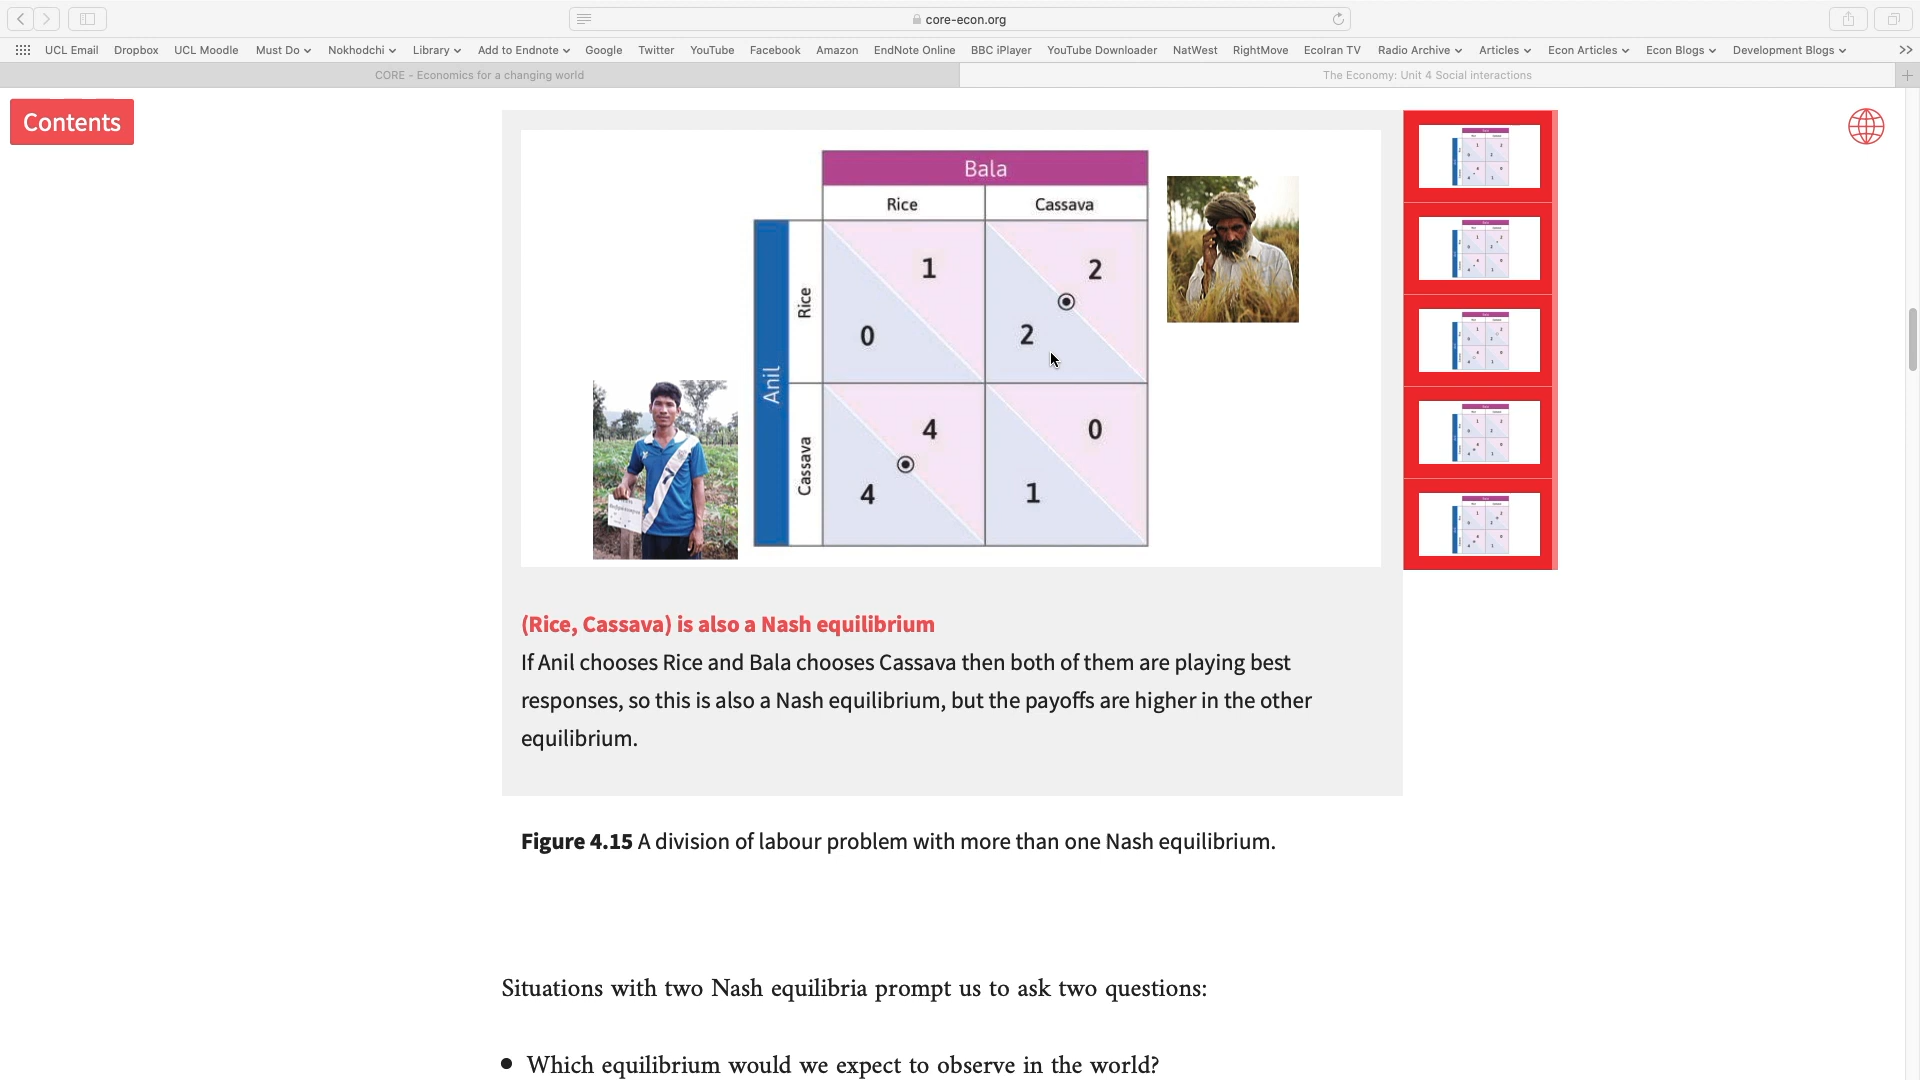 core-econ.org
UCL Email Dropbox UCL Moodle Must Do Nokhodchi Library Add to Endnote Google Twitter YouTube Facebook Amazon EndNote Online BBC iPlayer YouTube Downloader NatWest RightMove EcoIran TV Radio Archive Articles Econ Articles Econ Blogs Development Blogs
CORE - Economics for a changing world
The Economy: Unit 4 Social interactions
Contents
Bala
Rice Cassava
Anil
Rice
1 2
0 2
Cassava
4 0
4 1
(Rice, Cassava) is also a Nash equilibrium
If Anil chooses Rice and Bala chooses Cassava then both of them are playing best
responses, so this is also a Nash equilibrium, but the payoffs are higher in the other
equilibrium.
Figure 4.15 A division of labour problem with more than one Nash equilibrium.
Situations with two Nash equilibria prompt us to ask two questions:
• Which equilibrium would we expect to observe in the world?